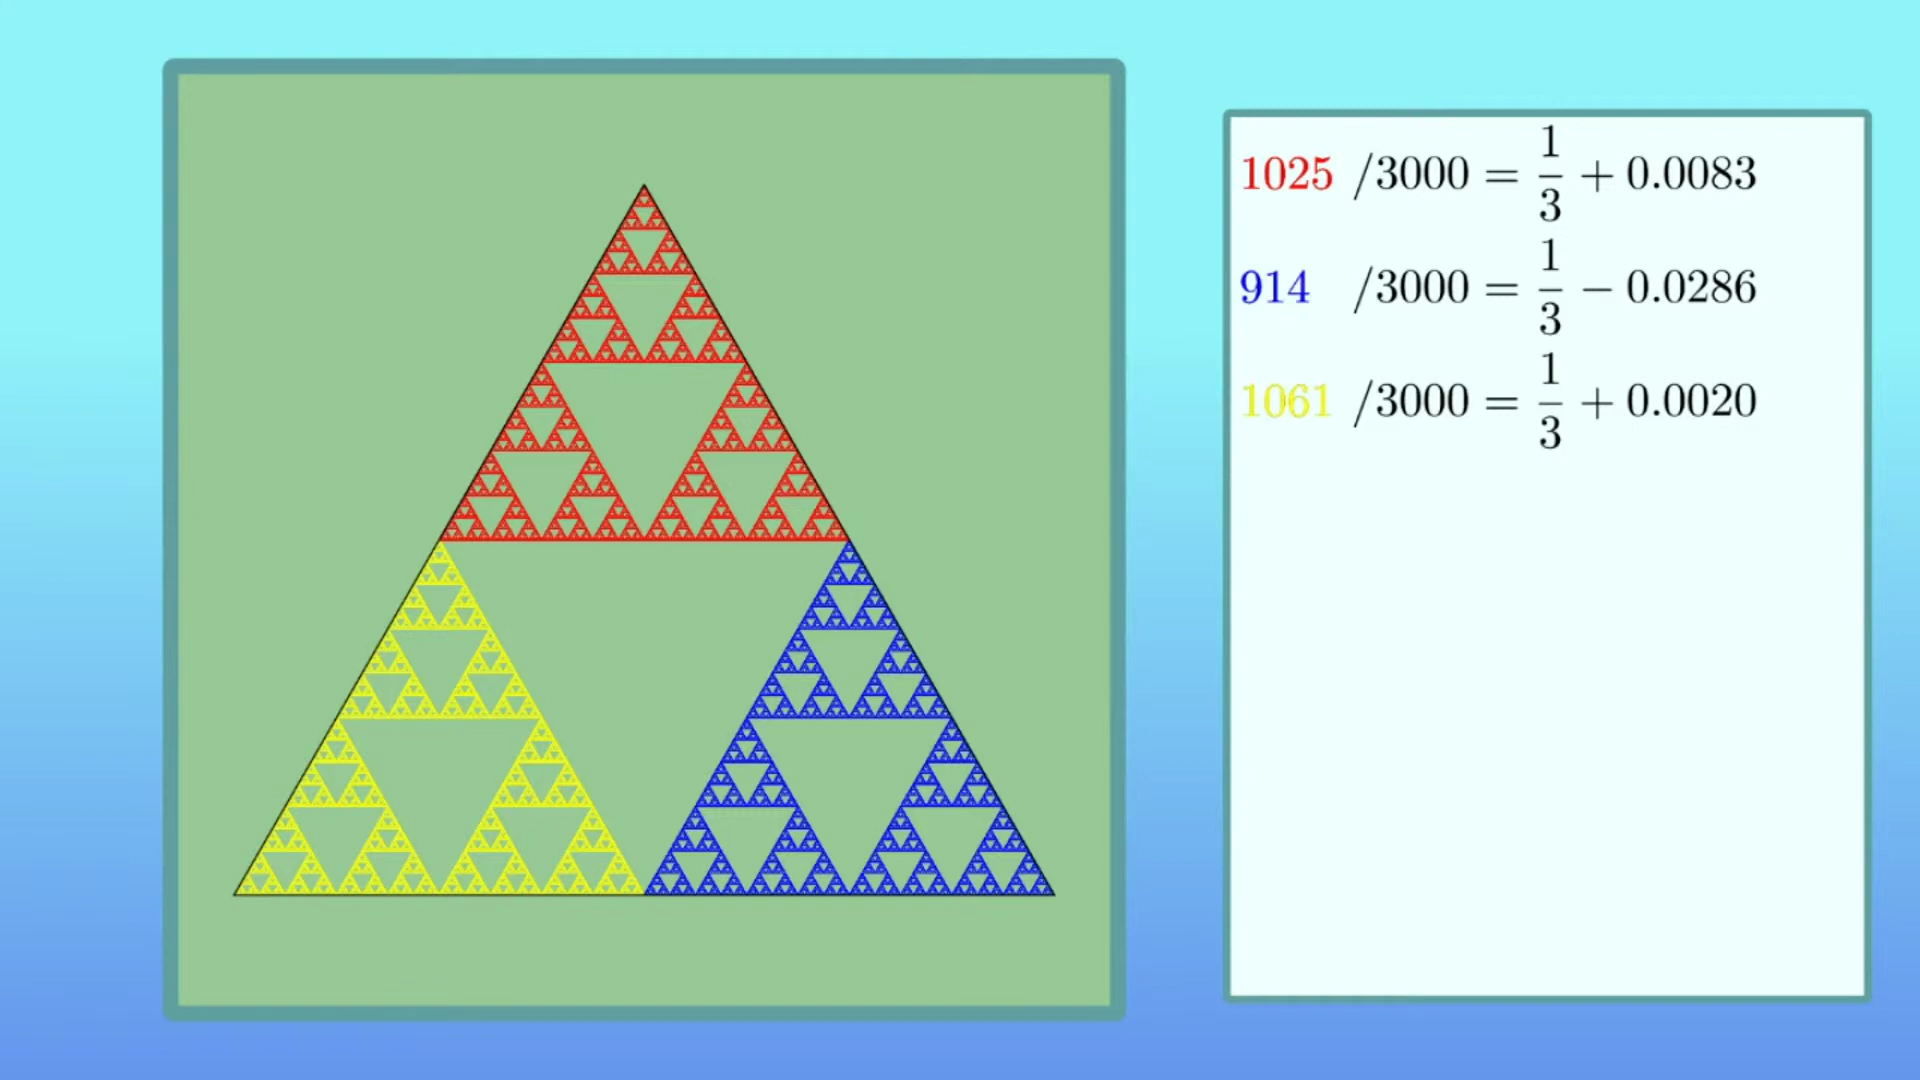 1025 /3000 = 1/3 + 0.0083
914 /3000 = 1/3 − 0.0286
1061 /3000 = 1/3 + 0.0020